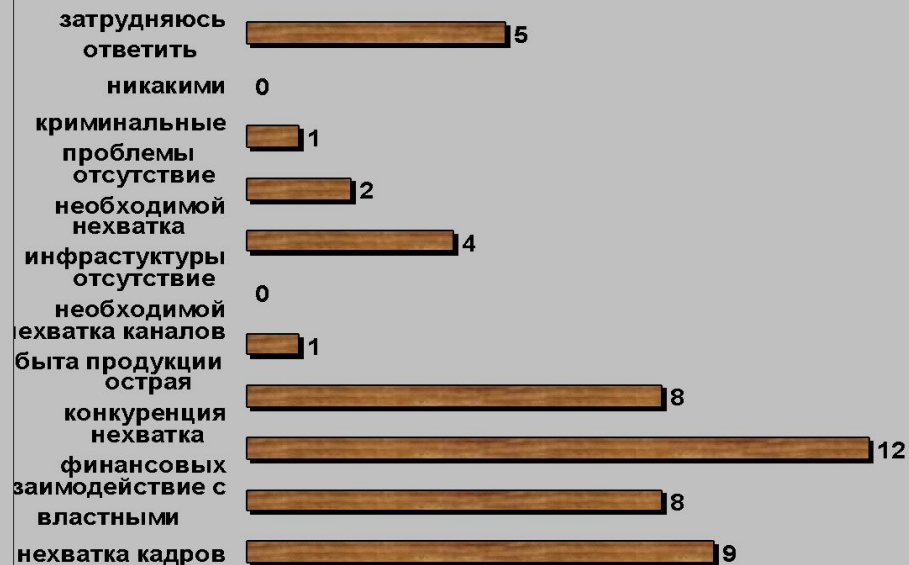 затрудняюсь
ответить
5
никакими
0
криминальные
проблемы
1
отсутствие
необходимой
2
нехватка
инфраструктуры
4
отсутствие
необходимой
0
ехватка каналов
быта продукции
1
острая
конкуренция
8
нехватка
финансовых
12
заимодействие с
властными
8
нехватка кадров
9